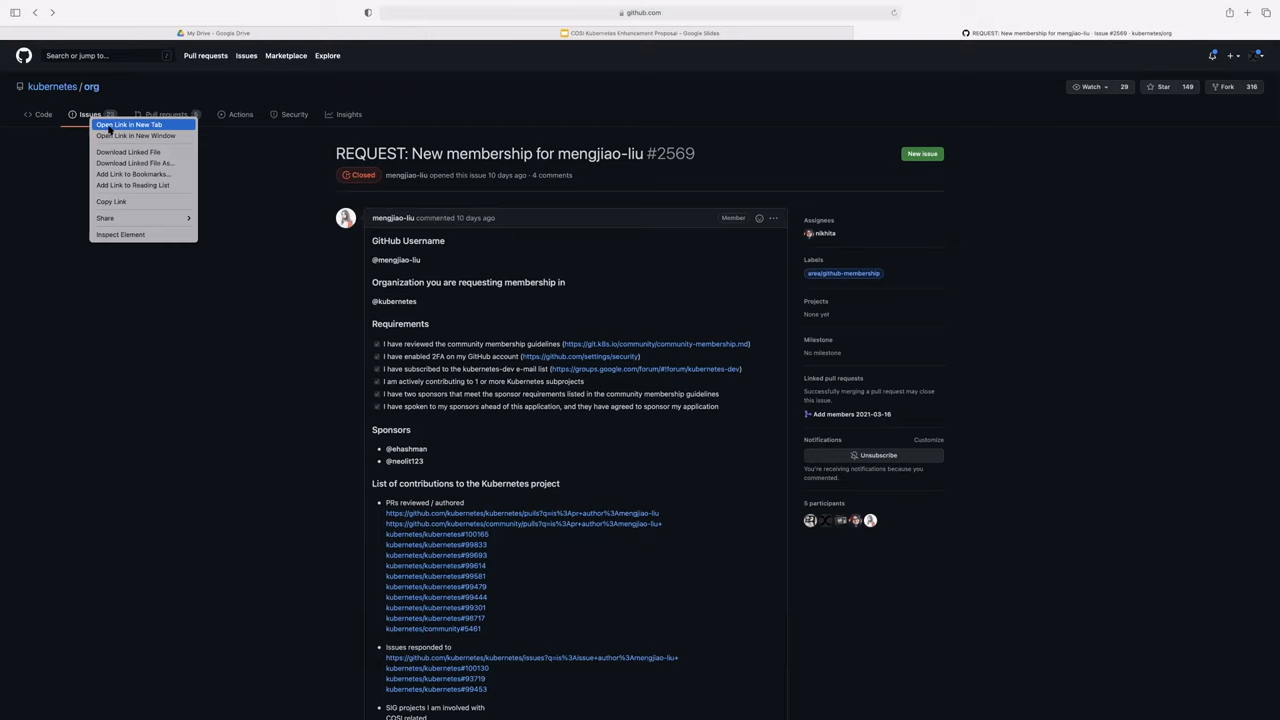 github.com
My Drive - Google Drive
COSI Kubernetes Enhancement Proposal - Google Slides
REQUEST: New membership for mengjiao-liu · Issue #2569 · kubernetes/org
Search or jump to...
/
Pull requests
Issues
Marketplace
Explore
kubernetes / org
Watch
29
Star
149
Fork
316
Code
Issues
Pull requests
Actions
Security
Insights
Open Link in New Tab
Open Link in New Window
Download Linked File
Download Linked File As...
Add Link to Bookmarks...
Add Link to Reading List
Copy Link
Share
Inspect Element
REQUEST: New membership for mengjiao-liu #2569
New issue
Closed
mengjiao-liu opened this issue 10 days ago · 4 comments
mengjiao-liu commented 10 days ago
Member
GitHub Username
@mengjiao-liu
Organization you are requesting membership in
@kubernetes
Requirements
I have reviewed the community membership guidelines (https://git.k8s.io/community/community-membership.md)
I have enabled 2FA on my GitHub account (https://github.com/settings/security)
I have subscribed to the kubernetes-dev e-mail list (https://groups.google.com/forum/#!forum/kubernetes-dev)
I am actively contributing to 1 or more Kubernetes subprojects
I have two sponsors that meet the sponsor requirements listed in the community membership guidelines
I have spoken to my sponsors ahead of this application, and they have agreed to sponsor my application
Sponsors
@ehashman
@neolit123
List of contributions to the Kubernetes project
PRs reviewed / authored
https://github.com/kubernetes/kubernetes/pulls?q=is%3Apr+author%3Amengjiao-liu
https://github.com/kubernetes/community/pulls?q=is%3Apr+author%3Amengjiao-liu+
kubernetes/kubernetes#100165
kubernetes/kubernetes#99833
kubernetes/kubernetes#99693
kubernetes/kubernetes#99614
kubernetes/kubernetes#99581
kubernetes/kubernetes#99479
kubernetes/kubernetes#99444
kubernetes/kubernetes#99301
kubernetes/kubernetes#98717
kubernetes/community#5461
Issues responded to
https://github.com/kubernetes/kubernetes/issues?q=is%3Aissue+author%3Amengjiao-liu+
kubernetes/kubernetes#100130
kubernetes/kubernetes#93719
kubernetes/kubernetes#99453
SIG projects I am involved with
COSI related
Assignees
nikhita
Labels
area/github-membership
Projects
None yet
Milestone
No milestone
Linked pull requests
Successfully merging a pull request may close
this issue.
Add members 2021-03-16
Notifications
Customize
Unsubscribe
You're receiving notifications because you
commented.
5 participants